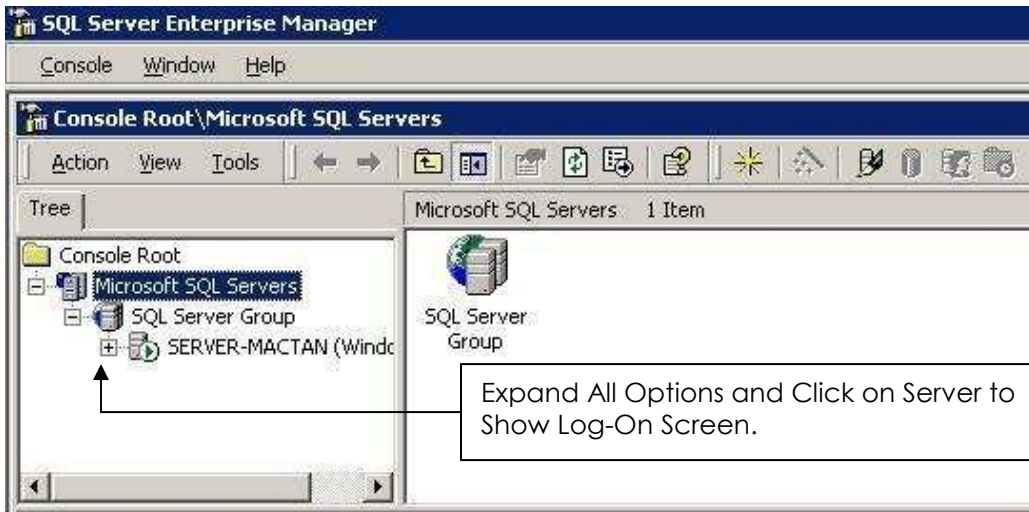 SQL Server Enterprise Manager
Console Window Help
Console Root\Microsoft SQL Servers
Action View Tools
Tree
Microsoft SQL Servers 1 Item
Console Root
Microsoft SQL Servers
SQL Server Group
SERVER-MACTAN (Windo
SQL Server
Group
Expand All Options and Click on Server to
Show Log-On Screen.